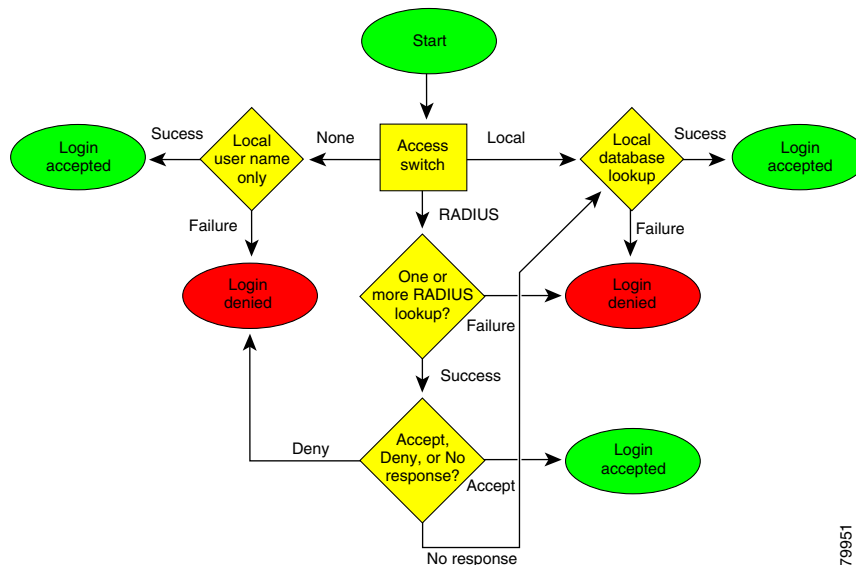 Start
Sucess
None
Local
Sucess
Login
accepted
Local
user name
only
Access
switch
Local
database
lookup
Login
accepted
Failure
RADIUS
Failure
Login
denied
One or
more RADIUS
lookup?
Failure
Login
denied
Success
Deny
Accept,
Deny, or No
response?
Accept
Login
accepted
No response
79951